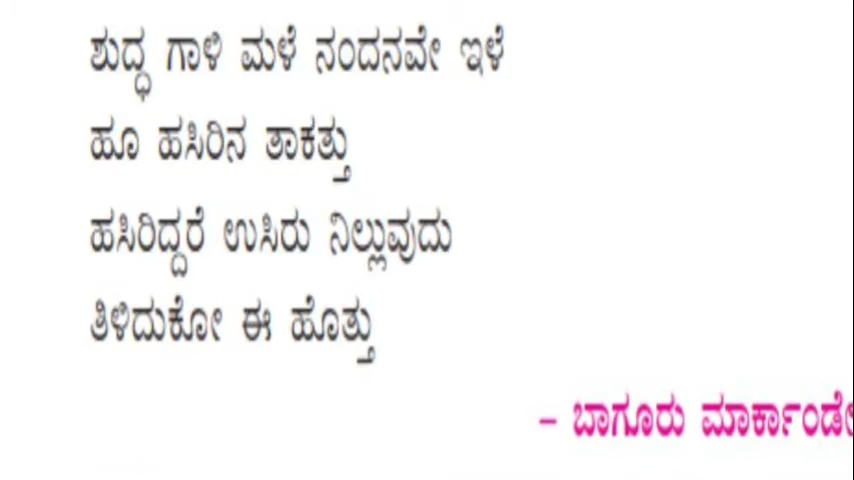 ಶುದ್ಧ ಗಾಳಿ ಮಳೆ ನಂದನವೇ ಇಳೆ
ಹೂ ಹಸಿರಿನ ತಾಕತ್ತು
ಹಸಿರಿದ್ದರೆ ಉಸಿರು ನಿಲ್ಲುವುದು
ತಿಳಿದುಕೋ ಈ ಹೊತ್ತು
– ಬಾಗೂರು ಮಾರ್ಕಾಂಡೇ